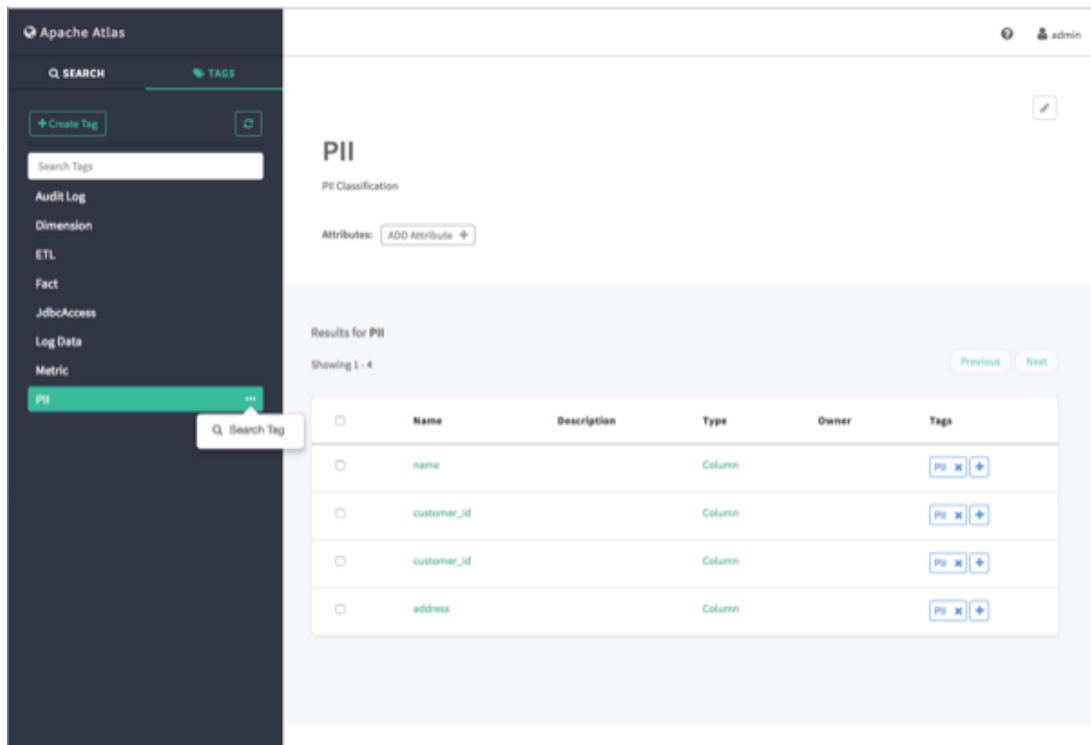 Apache Atlas
admin
SEARCH TAGS
+ Create Tag
Search Tags
Audit Log
Dimension
ETL
Fact
JdbcAccess
Log Data
Metric
PII ...
Search Tag
PII
PII Classification
Attributes: ADD Attribute +
Results for PII
Showing 1 - 4
Previous Next
Name Description Type Owner Tags
name Column PII x +
customer_id Column PII x +
customer_id Column PII x +
address Column PII x +